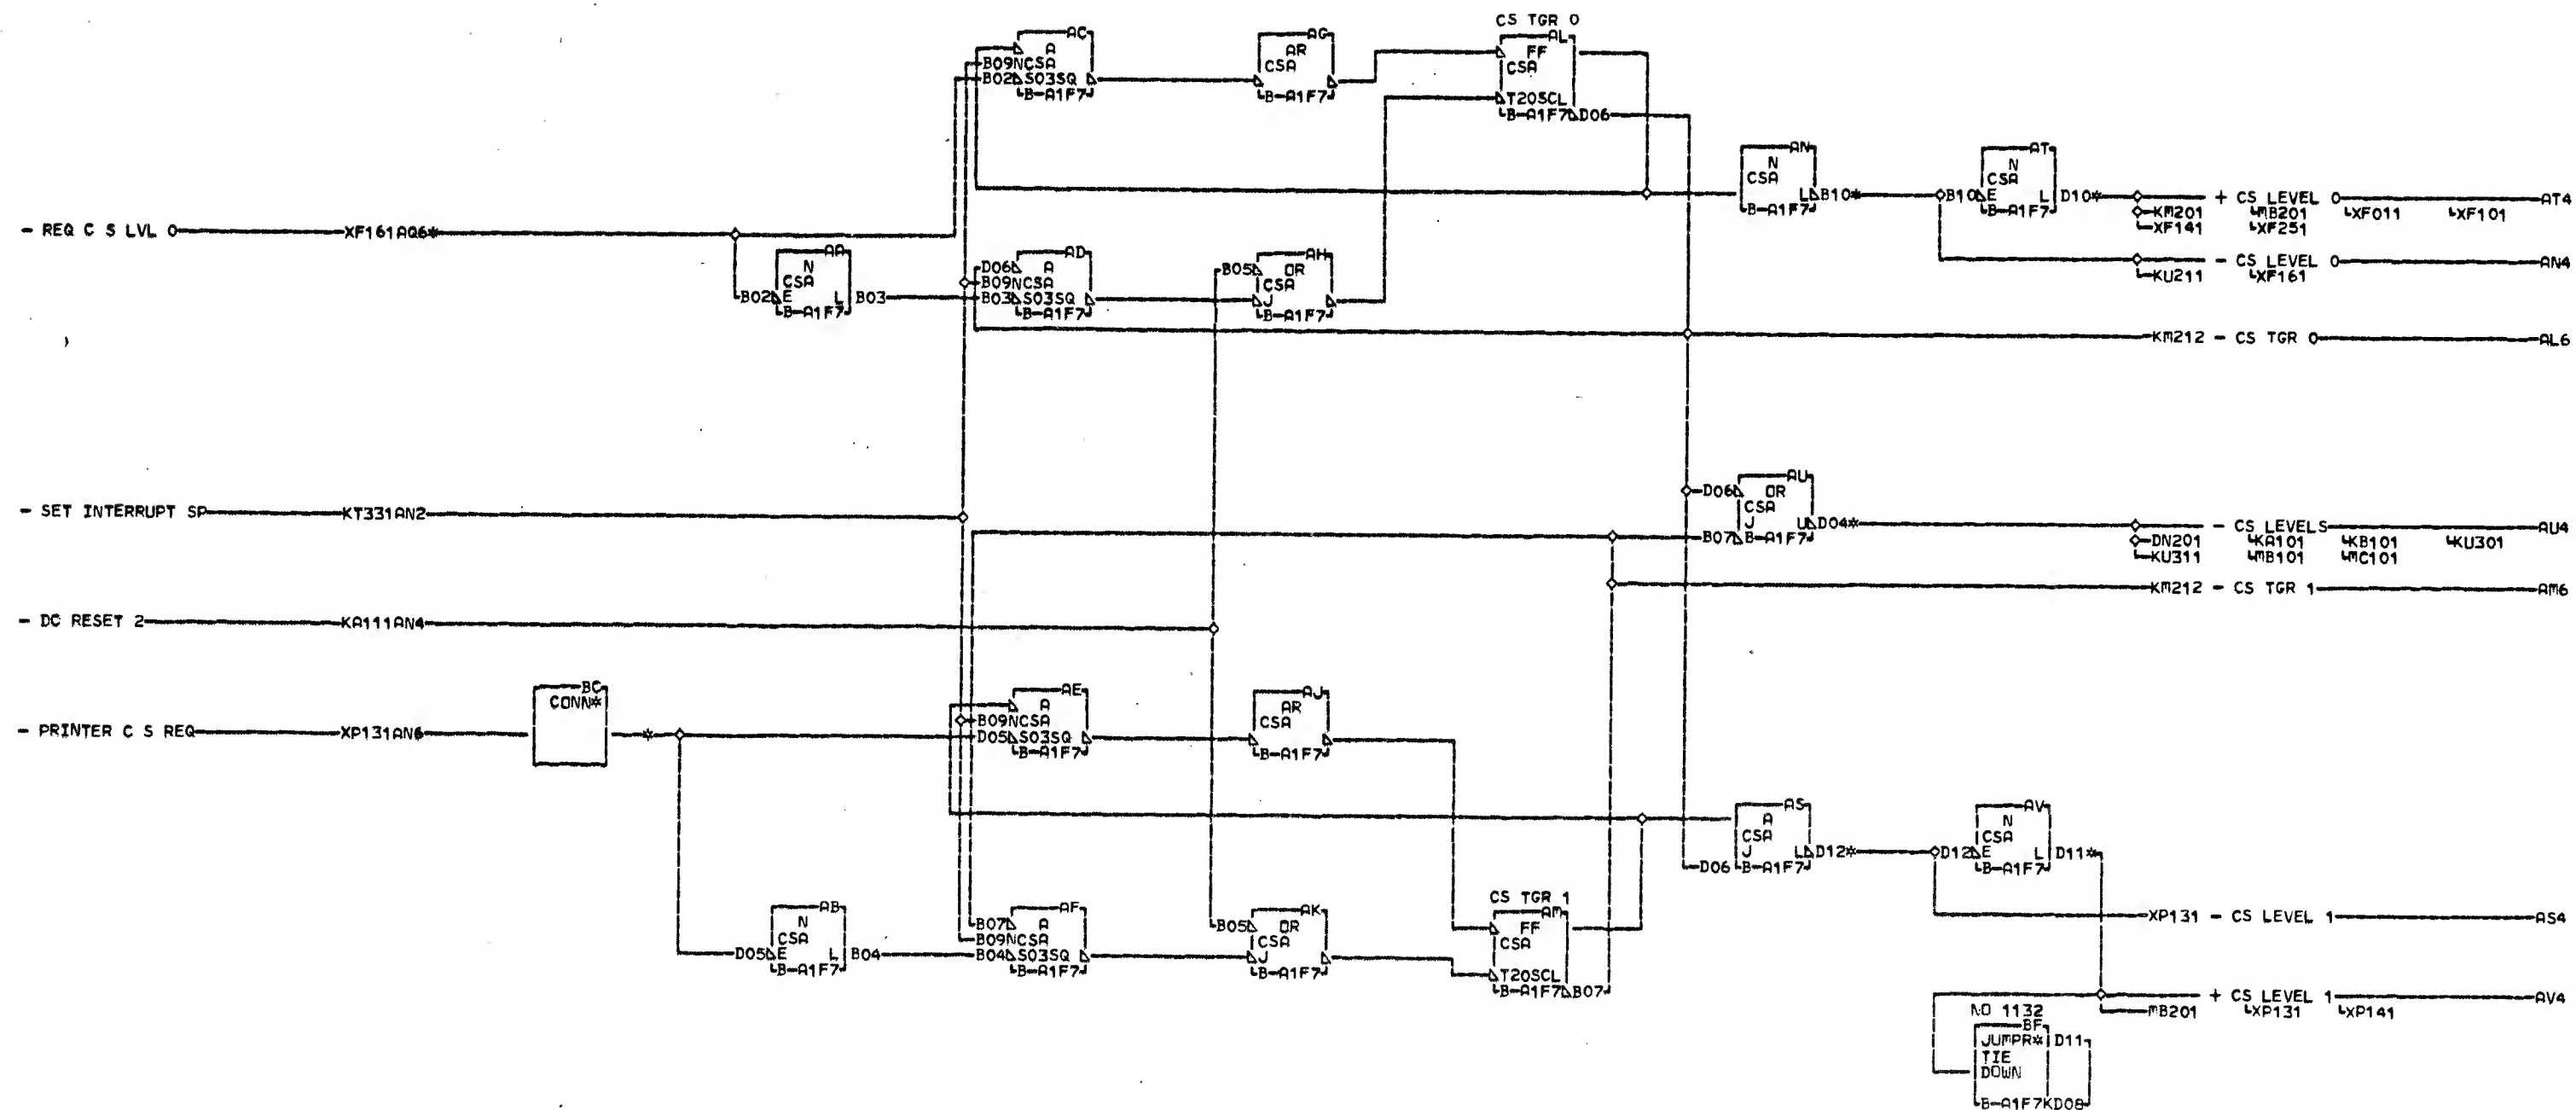 CS TGR 0
AC
A
B09NCSA
B02 S03SQ
B-A1F7
AG
AR
CSA
B-A1F7
AL
FF
CSA
T20SCL
B-A1F7 D06
AN
N
CSA
L B10*
B-A1F7
AT
N
CSA
B10 E L D10*
B-A1F7
+ CS LEVEL 0 AT4
KM201 MB201 XF011 XF101
XF141 XF251
- REQ C S LVL 0 XF161AQ6*
AA
N
CSA
B02 E L B03
B-A1F7
AD
D06 A
B09NCSA
B03 S03SQ
B-A1F7
AH
B05 OR
CSA
J
B-A1F7
- CS LEVEL 0 AN4
KU211 XF161
KM212 - CS TGR 0 AL6
- SET INTERRUPT SP KT331AN2
AU
D06 OR
CSA
J U D04*
B07 B-A1F7
- CS LEVELS AU4
DN201 KA101 KB101 KU301
KU311 MB101 MC101
KM212 - CS TGR 1 AM6
- DC RESET 2 KA111AN4
BC
CONN*
- PRINTER C S REQ XP131AN6 *
AE
A
B09NCSA
D05 S03SQ
B-A1F7
AJ
AR
CSA
B-A1F7
AS
A
CSA
J L D12*
D06 B-A1F7
AV
N
CSA
D12 E L D11*
B-A1F7
AB
N
CSA
D05 E L B04
B-A1F7
AF
B07 A
B09NCSA
B04 S03SQ
B-A1F7
AK
B05 OR
CSA
J
B-A1F7
CS TGR 1
AM
FF
CSA
T20SCL
B-A1F7 B07
XP131 - CS LEVEL 1 AS4
+ CS LEVEL 1 AV4
MB201 XP131 XP141
NO 1132
BF
JUMPR* D11
TIE
DOWN
B-A1F7KD08